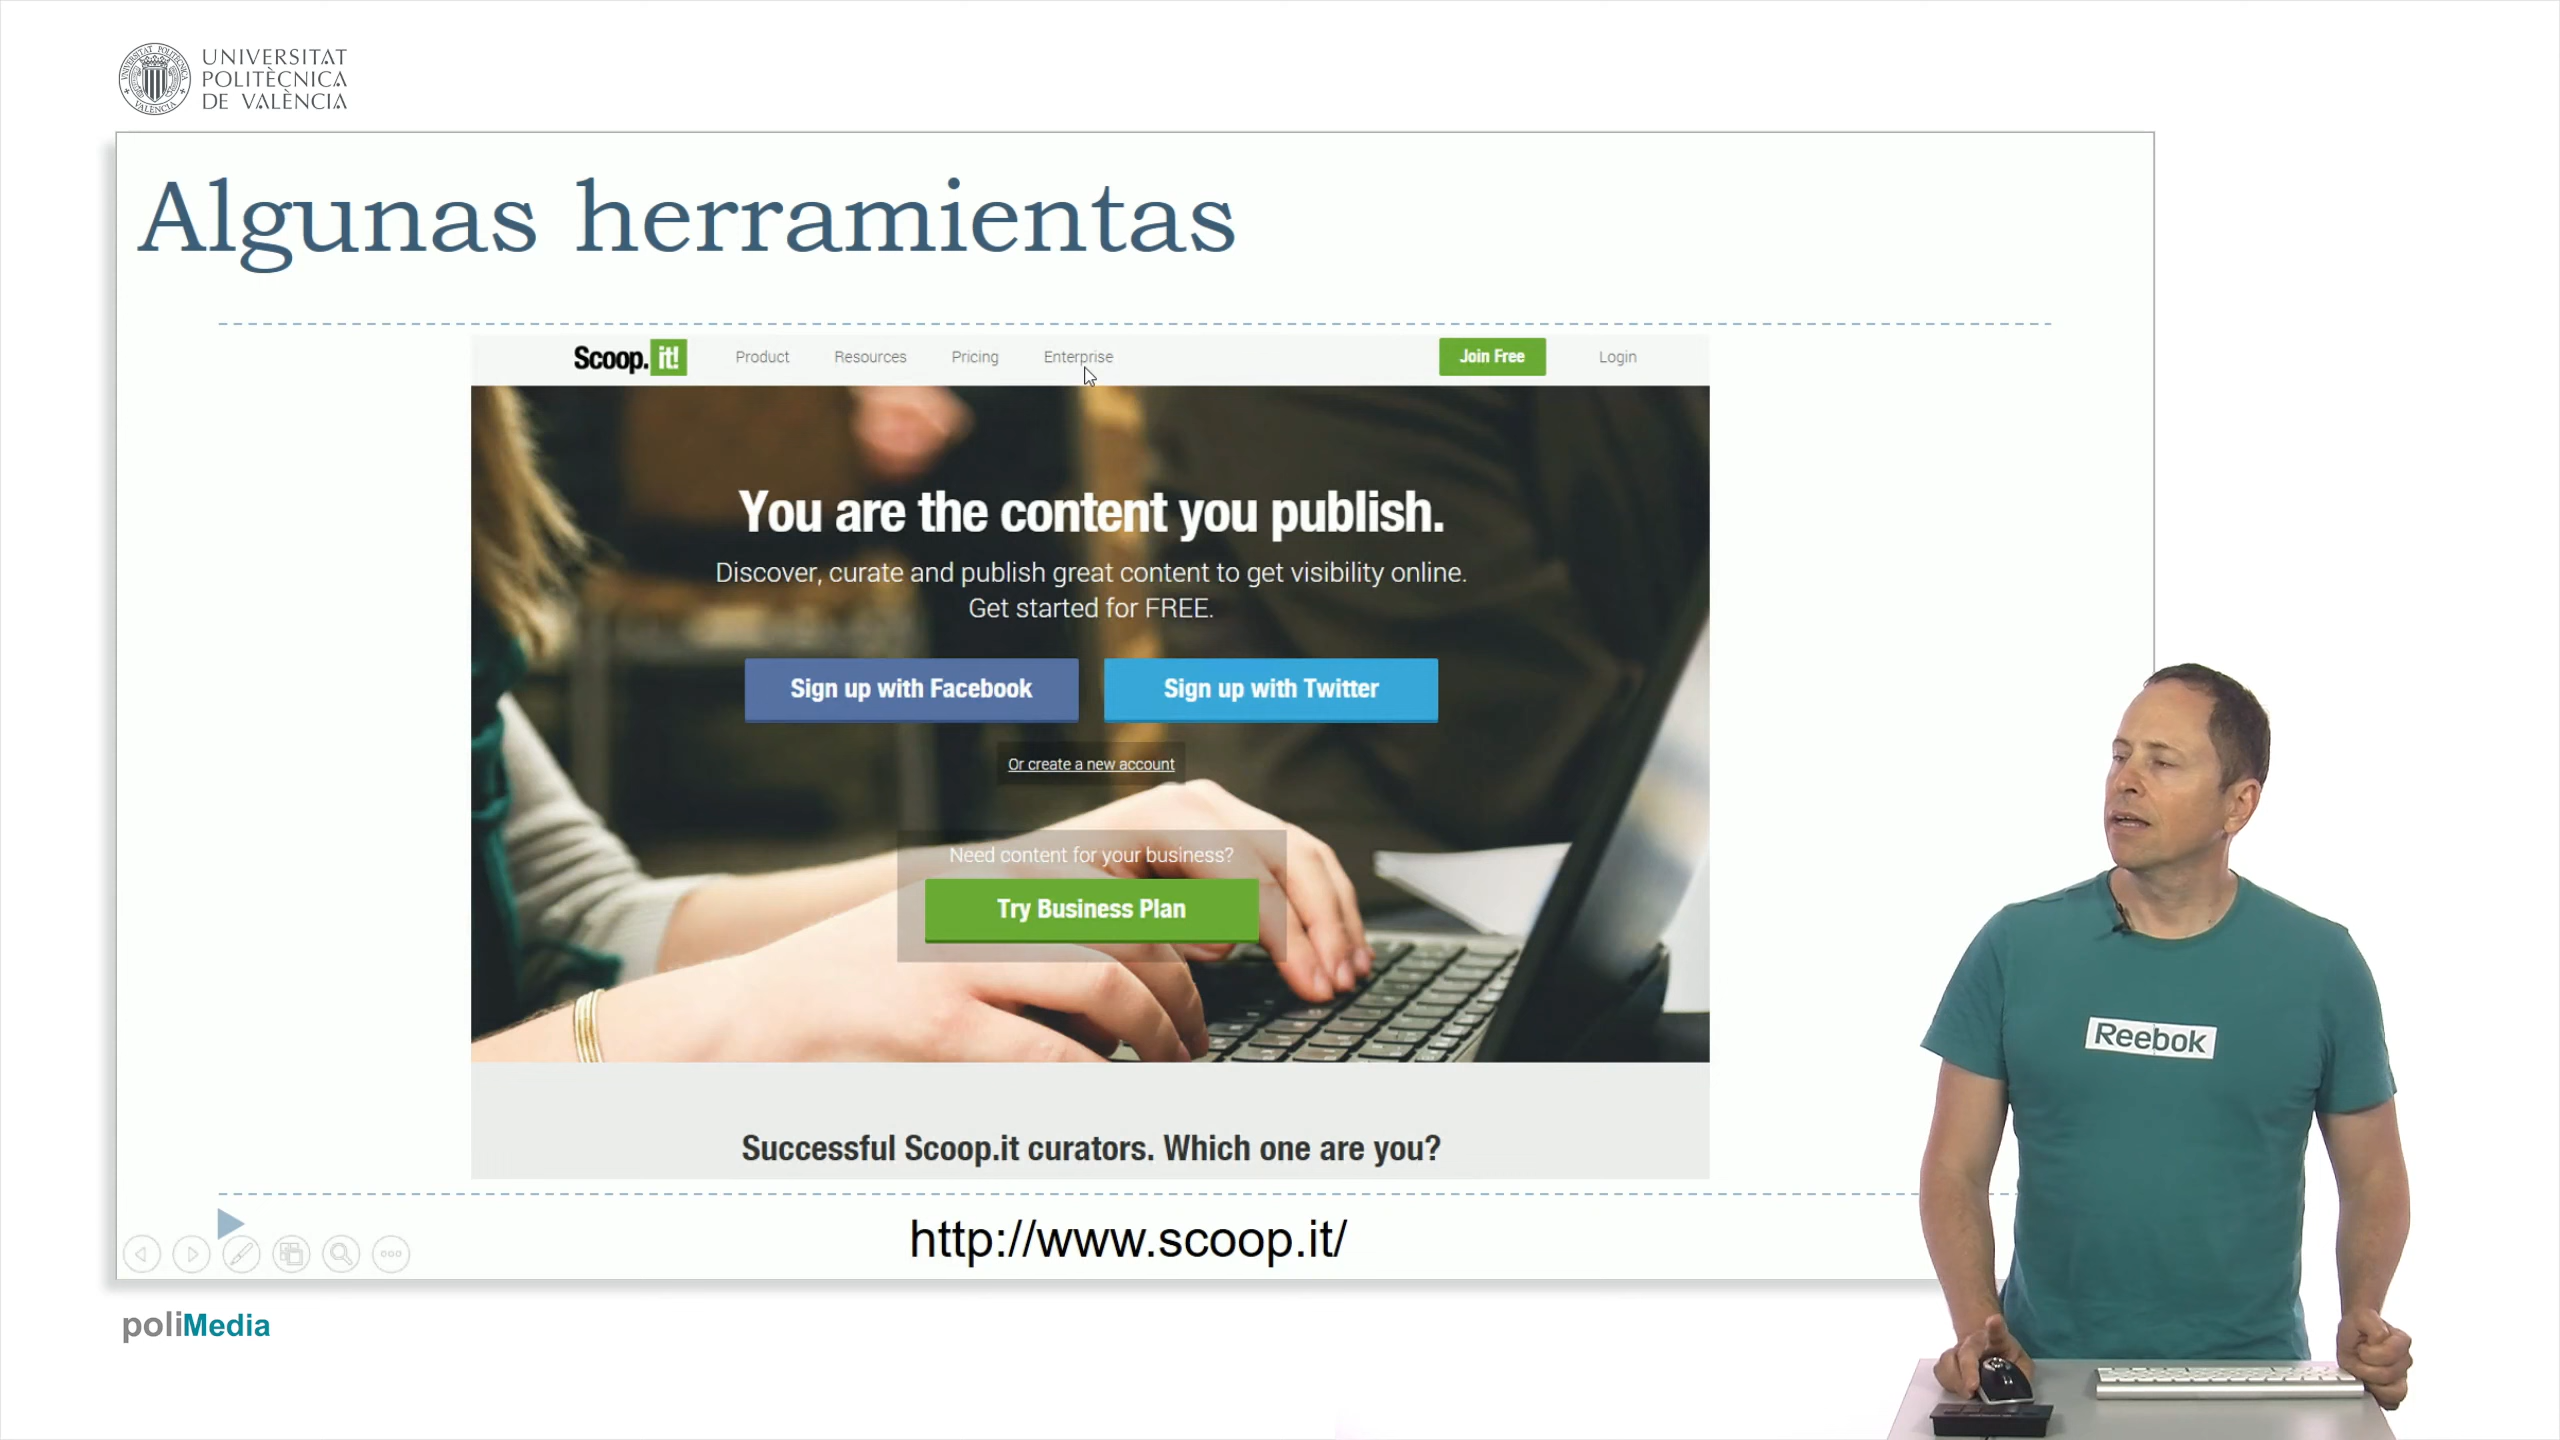 UNIVERSITAT
POLITÈCNICA
DE VALÈNCIA
Algunas herramientas
Scoop.it!
Product
Resources
Pricing
Enterprise
Join Free
Login
You are the content you publish.
Discover, curate and publish great content to get visibility online.
Get started for FREE.
Sign up with Facebook
Sign up with Twitter
Or create a new account
Need content for your business?
Try Business Plan
Successful Scoop.it curators. Which one are you?
http://www.scoop.it/
Reebok
poliMedia